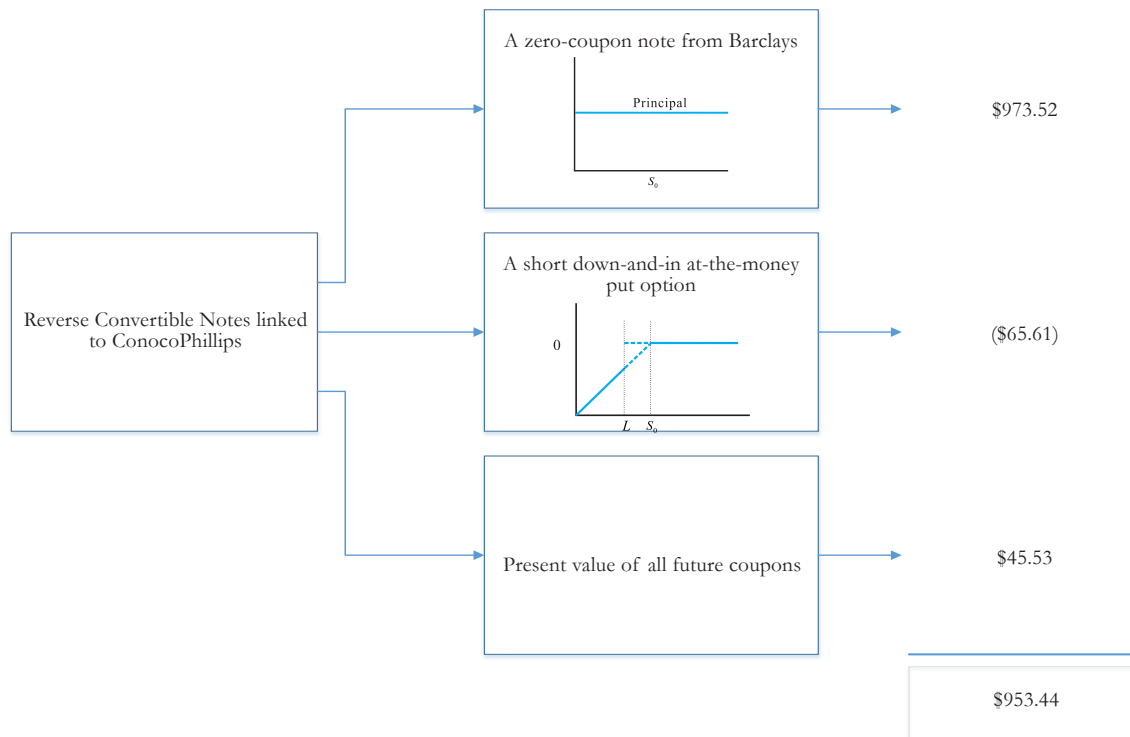 A zero-coupon note from Barclays
Principal
S₀
$973.52
Reverse Convertible Notes linked
to ConocoPhillips
A short down-and-in at-the-money
put option
0
L S₀
($65.61)
Present value of all future coupons
$45.53
$953.44